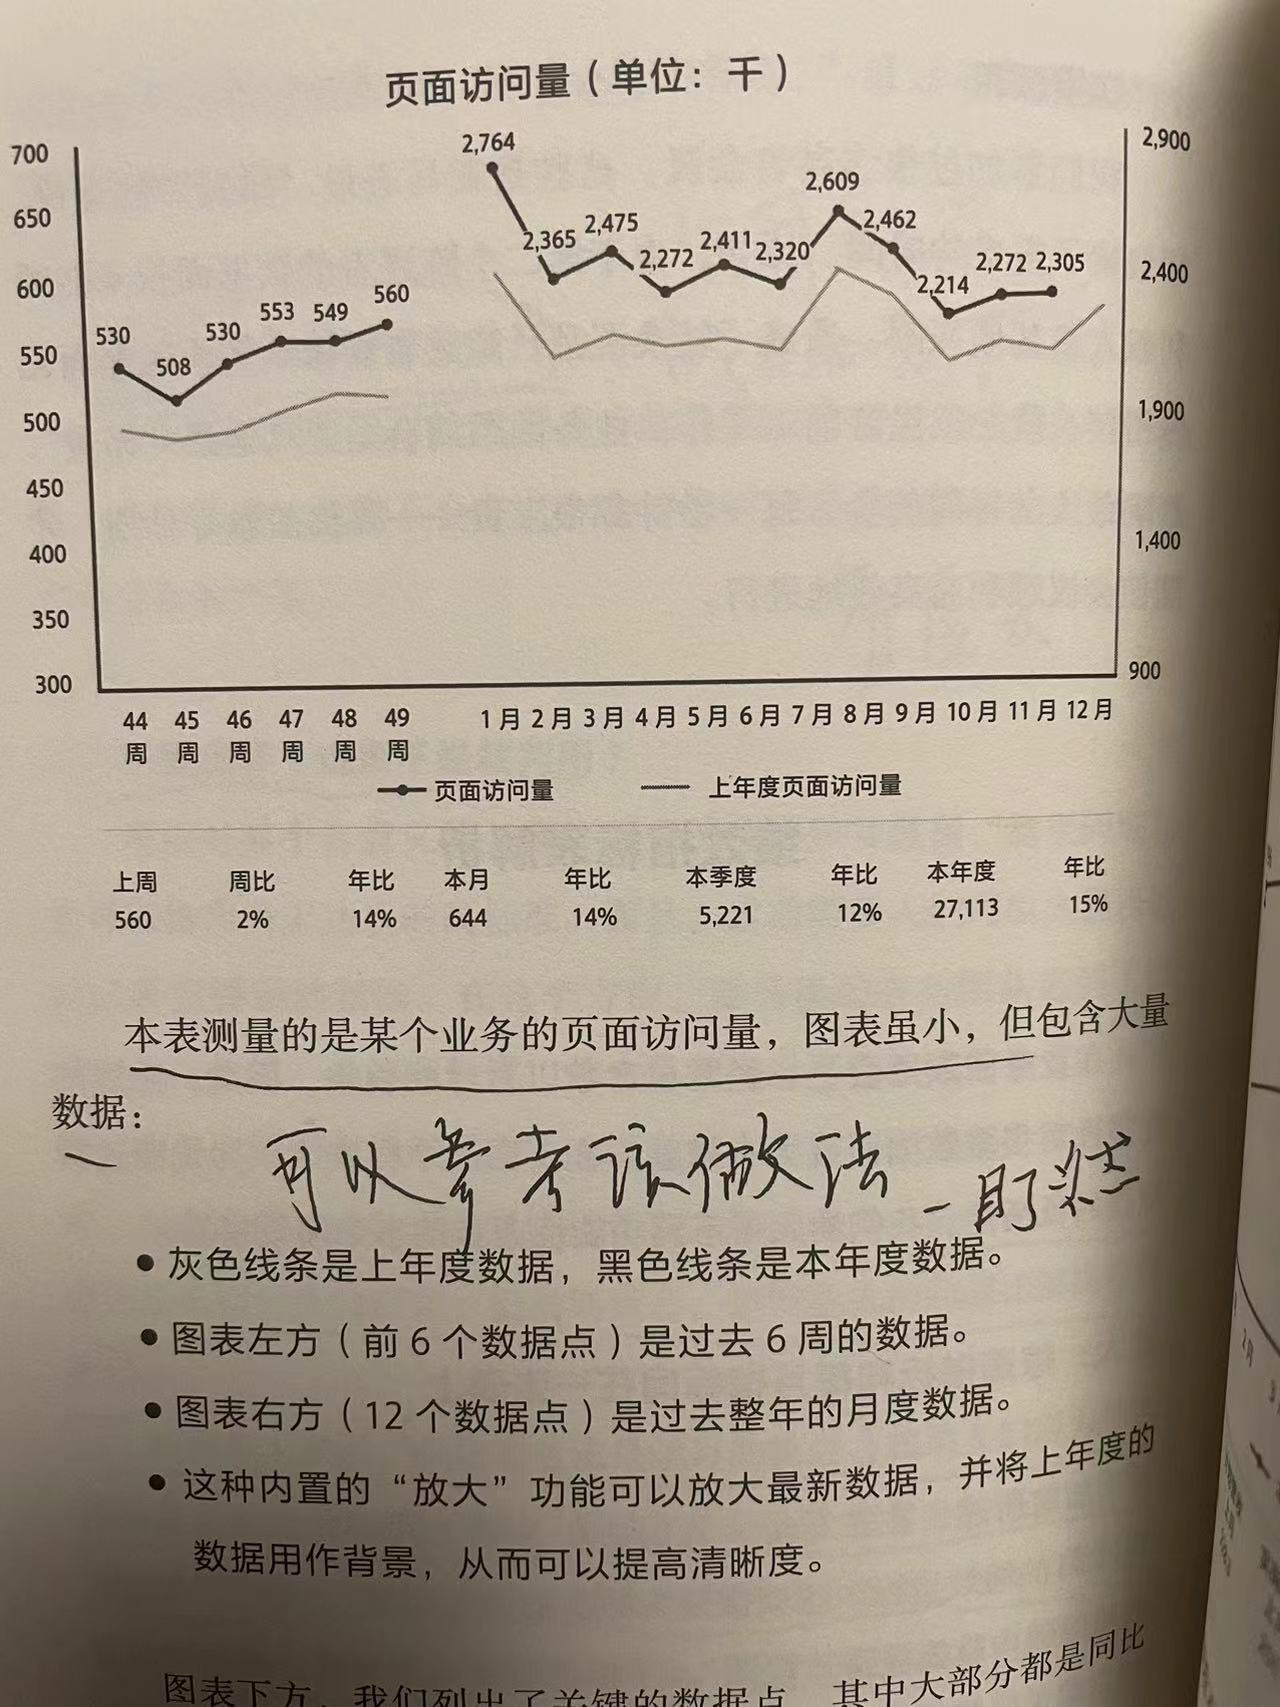 页面访问量（单位：千）
700
650
600
550
500
450
400
350
300
2,900
2,400
1,900
1,400
900
530
508
530
553
549
560
2,764
2,365
2,475
2,272
2,411
2,320
2,609
2,462
2,214
2,272
2,305
44周 45周 46周 47周 48周 49周
1月 2月 3月 4月 5月 6月 7月 8月 9月 10月 11月 12月
页面访问量 上年度页面访问量
上周 周比 年比 本月 年比 本季度 年比 本年度 年比
560 2% 14% 644 14% 5,221 12% 27,113 15%
本表测量的是某个业务的页面访问量，图表虽小，但包含大量
数据：
可以参考该做法 一目了然
• 灰色线条是上年度数据，黑色线条是本年度数据。
• 图表左方（前6个数据点）是过去6周的数据。
• 图表右方（12个数据点）是过去整年的月度数据。
• 这种内置的“放大”功能可以放大最新数据，并将上年度的
数据用作背景，从而可以提高清晰度。
图表下方，我们列出了关键的数据点，其中大部分都是同比